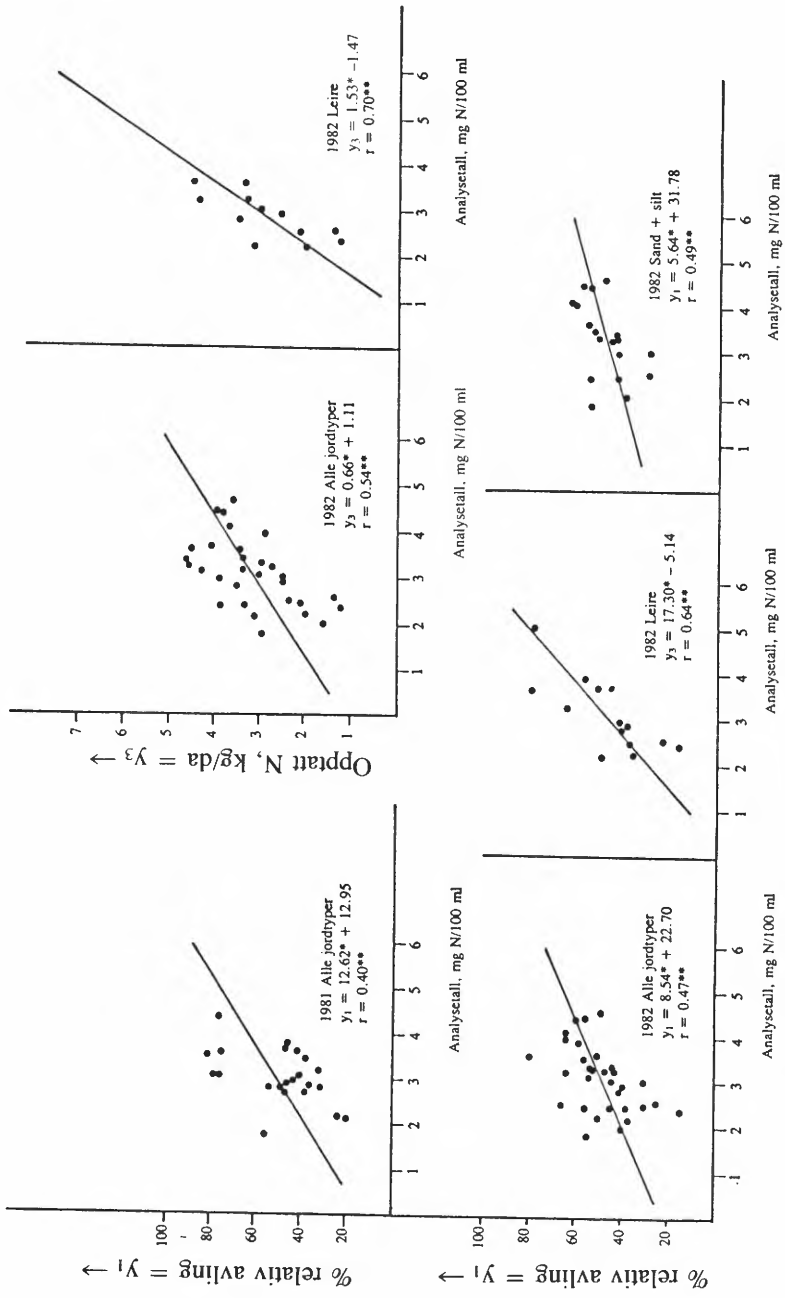 % relativ avling = y₁ →
100
80
60
40
20
1 2 3 4 5 6
1981 Alle jordtyper
y₁ = 12.62* + 12.95
r = 0.40**
Analysetall, mg N/100 ml
Opptatt N, kg/da = y₃ →
7
6
5
4
3
2
1
1 2 3 4 5 6
1982 Alle jordtyper
y₃ = 0.66* + 1.11
r = 0.54**
Analysetall, mg N/100 ml
1 2 3 4 5 6
1982 Leire
y₃ = 1.53* −1.47
r = 0.70**
Analysetall, mg N/100 ml
% relativ avling = y₁ →
100
80
60
40
20
.1 2 3 4 5 6
1982 Alle jordtyper
y₁ = 8.54* + 22.70
r = 0.47**
Analysetall, mg N/100 ml
1 2 3 4 5 6
1982 Leire
y₃ = 17.30* − 5.14
r = 0.64**
Analysetall, mg N/100 ml
1 2 3 4 5 6
1982 Sand + silt
y₁ = 5.64* + 31.78
r = 0.49**
Analysetall, mg N/100 ml